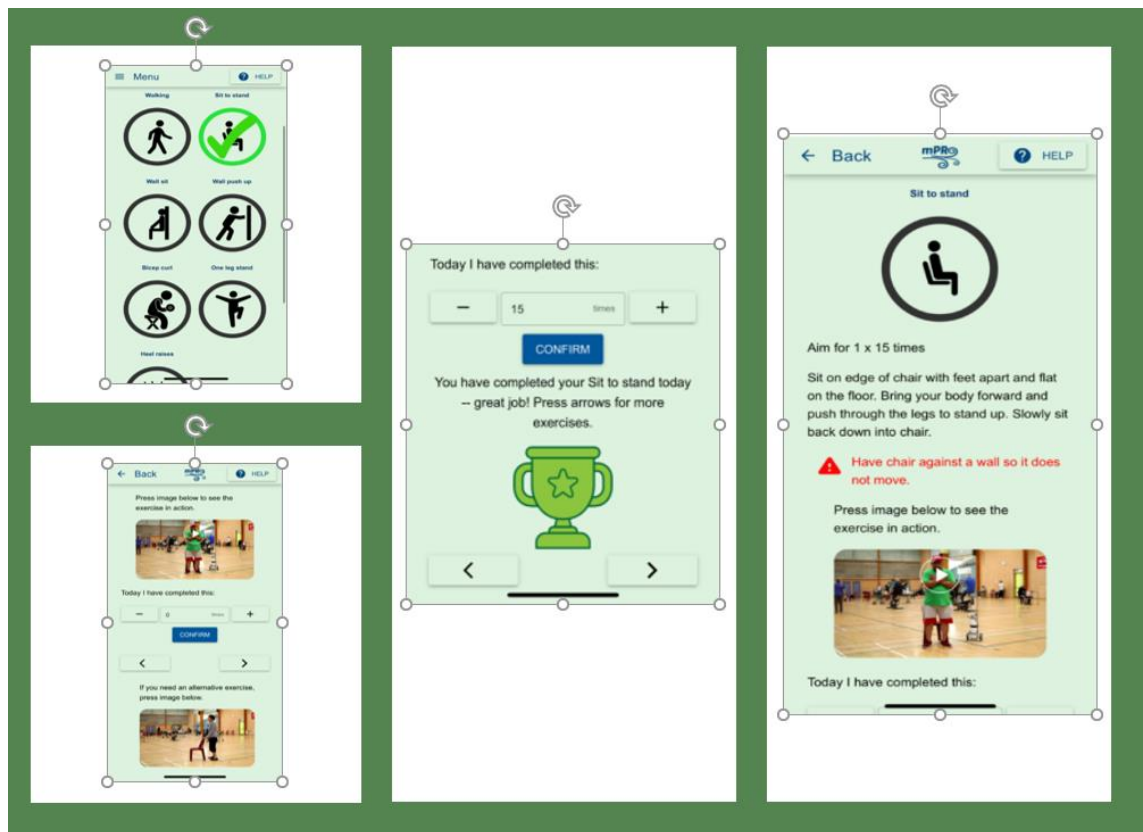 Menu
HELP
Walking
Sit to stand
Wall sit
Wall push up
Bicep curl
One leg stand
Heel raises
Back
mPRO
HELP
Press image below to see the
exercise in action.
Today I have completed this:
0 times
CONFIRM
If you need an alternative exercise,
press image below.
Today I have completed this:
15 times
CONFIRM
You have completed your Sit to stand today
-- great job! Press arrows for more
exercises.
Back
mPRO
HELP
Sit to stand
Aim for 1 x 15 times
Sit on edge of chair with feet apart and flat
on the floor. Bring your body forward and
push through the legs to stand up. Slowly sit
back down into chair.
Have chair against a wall so it does
not move.
Press image below to see the
exercise in action.
Today I have completed this: